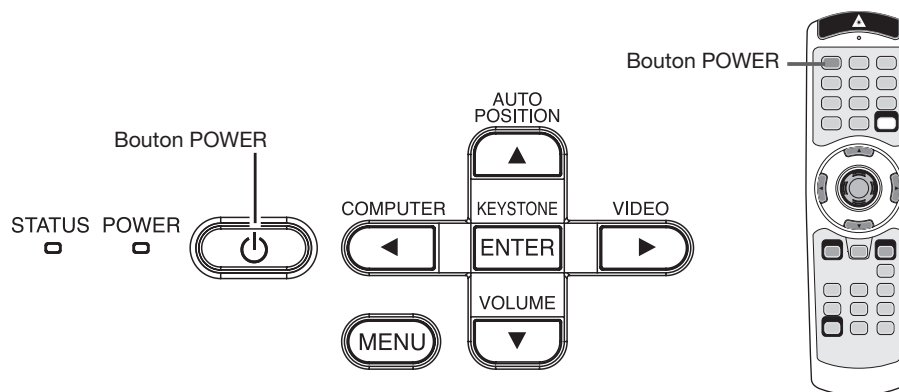 Bouton POWER
AUTO
POSITION
Bouton POWER
STATUS POWER
COMPUTER KEYSTONE VIDEO
ENTER
VOLUME
MENU